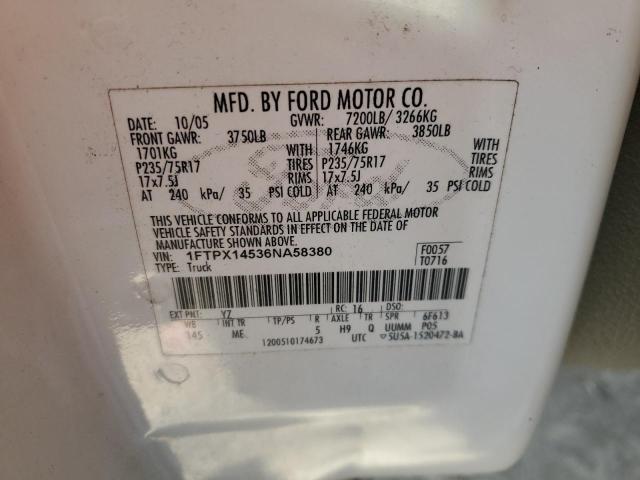 MFD. BY FORD MOTOR CO.
DATE: 10/05 GVWR: 7200LB/ 3266KG
FRONT GAWR: 3750LB REAR GAWR: 3850LB
1701KG WITH 1746KG WITH
P235/75R17 TIRES P235/75R17 TIRES
17x7.5J RIMS 17x7.5J RIMS
AT 240 kPa/ 35 PSI COLD AT 240 kPa/ 35 PSI COLD
Ford
THIS VEHICLE CONFORMS TO ALL APPLICABLE FEDERAL MOTOR
VEHICLE SAFETY STANDARDS IN EFFECT ON THE DATE OF
MANUFACTURE SHOWN ABOVE.
VIN: 1FTPX14536NA58380 F0057
TYPE: Truck T0716
EXT PNT: YZ RC: 16 DSO:
WB INT TR TP/PS R AXLE TR SPR 6F613
145 ME 5 H9 Q UUMM P05
1200510174673 UTC 5U5A-1520472-BA